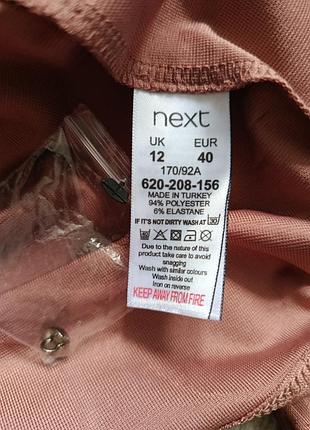 next
UK EUR
12 40
170/92A
620-208-156
MADE IN TURKEY
94% POLYESTER
6% ELASTANE
IF IT'S NOT DIRTY WASH AT 30
Due to the nature of this
product take care to avoid
snagging
Wash with similar colours
Wash inside out
Iron on reverse
KEEP AWAY FROM FIRE